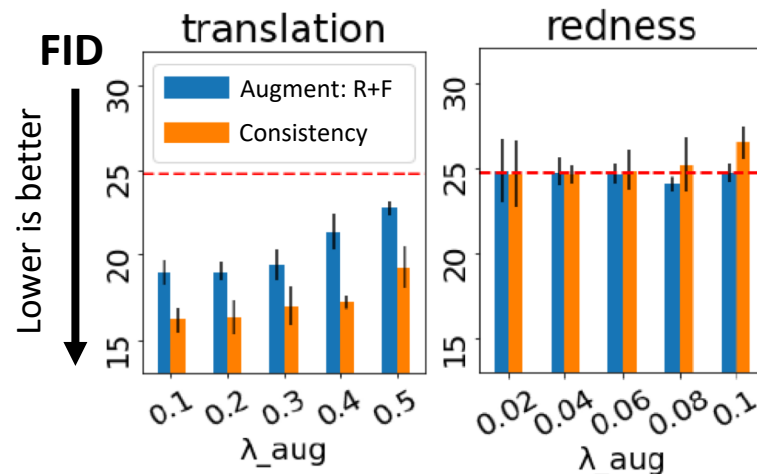 translation
redness
FID
Lower is better
Augment: R+F
Consistency
30
25
20
15
0.1
0.2
0.3
0.4
0.5
λ_aug
30
25
20
15
0.02
0.04
0.06
0.08
0.1
λ_aug